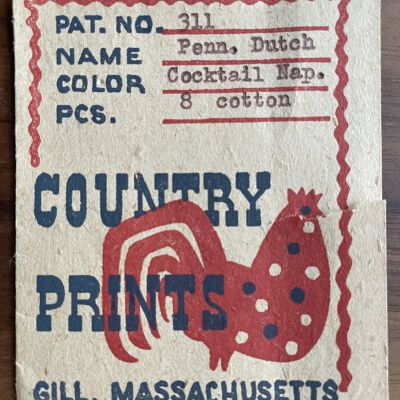 PAT. NO. 311
NAME Penn. Dutch
COLOR Cocktail Nap.
PCS. 8 cotton
COUNTRY
PRINTS
GILL, MASSACHUSETTS